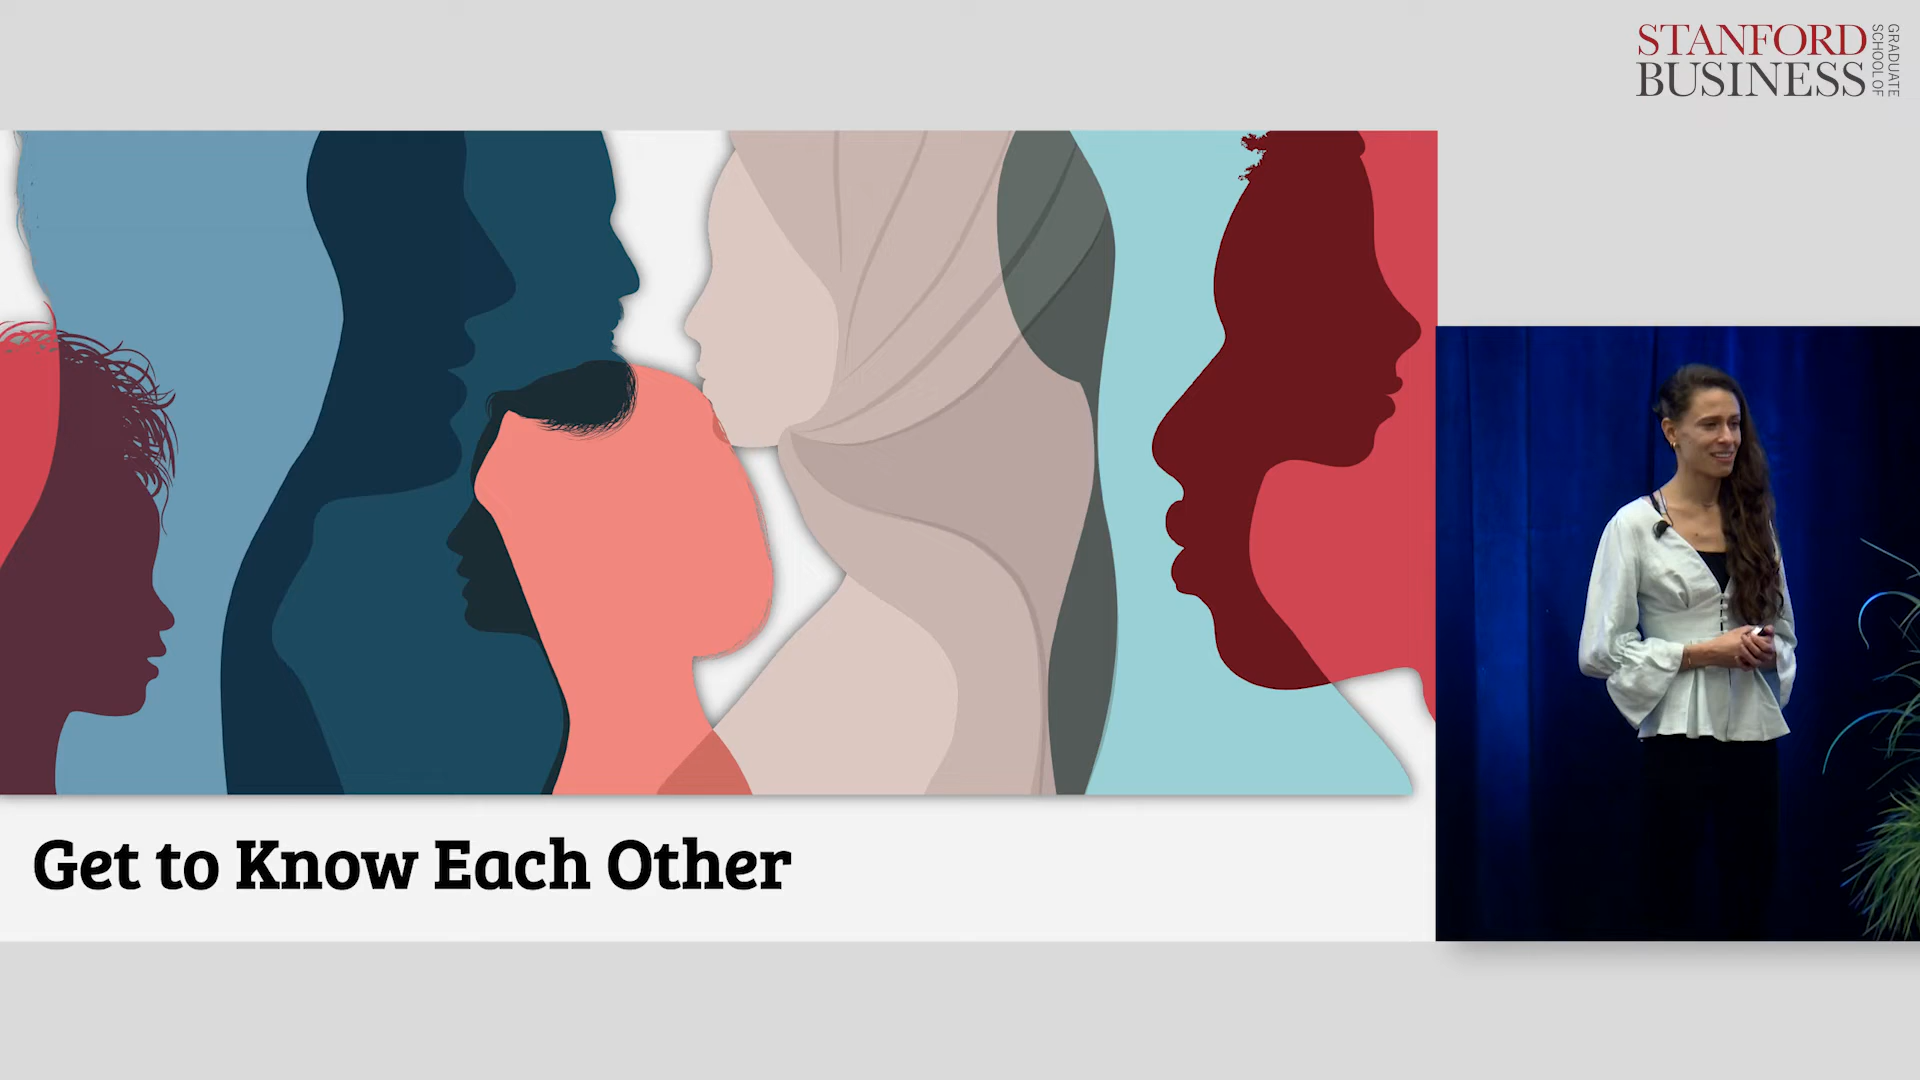 STANFORD
BUSINESS
GRADUATE
SCHOOL OF
Get to Know Each Other